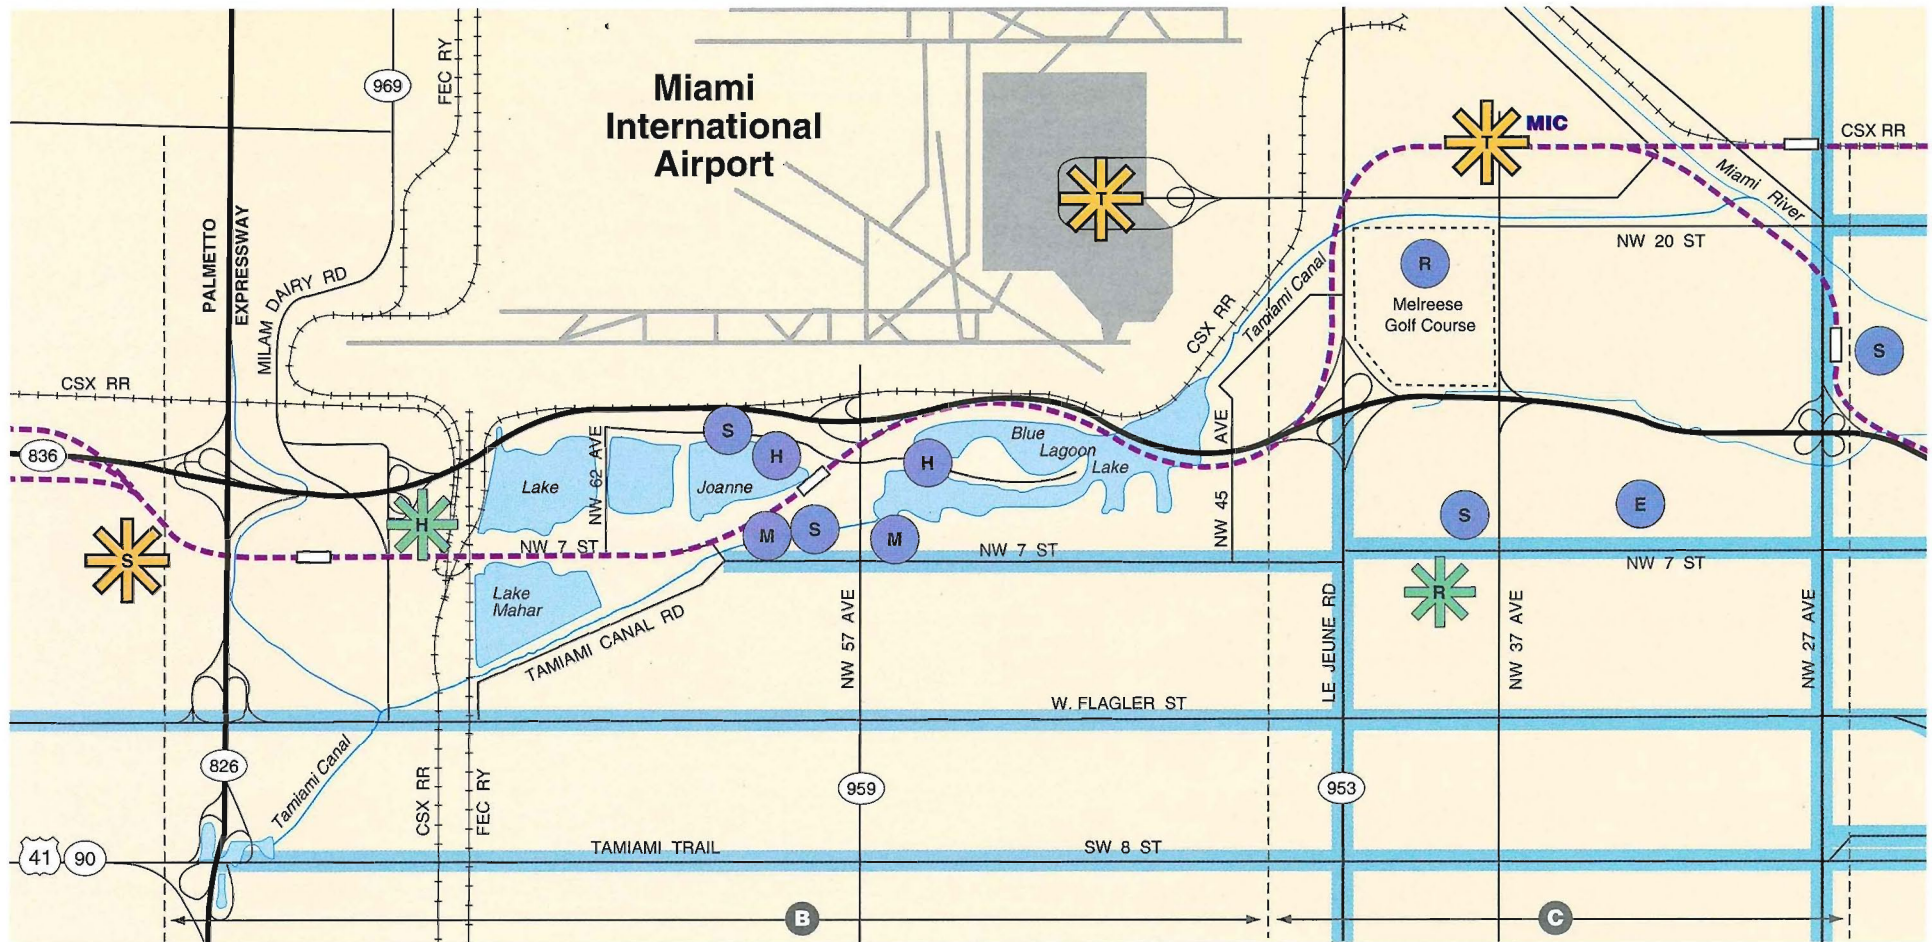 969
FEC RY
Miami
International
Airport
T
T
MIC
CSX RR
Miami River
NW 20 ST
PALMETTO
EXPRESSWAY
MILAM DAIRY RD
R
Melreese
Golf Course
CSX RR
Tamiami Canal
S
CSX RR
836
S
H
H
Blue
Lagoon
Lake
Lake
Joanne
NW 62 AVE
NW 45 AVE
S
H
M
S
M
S
E
NW 7 ST
NW 7 ST
NW 7 ST
Lake
Mahar
R
TAMIAMI CANAL RD
NW 57 AVE
LE JEUNE RD
NW 37 AVE
NW 27 AVE
W. FLAGLER ST
826
Tamiami Canal
CSX RR
FEC RY
959
953
41
90
TAMIAMI TRAIL
SW 8 ST
B
C